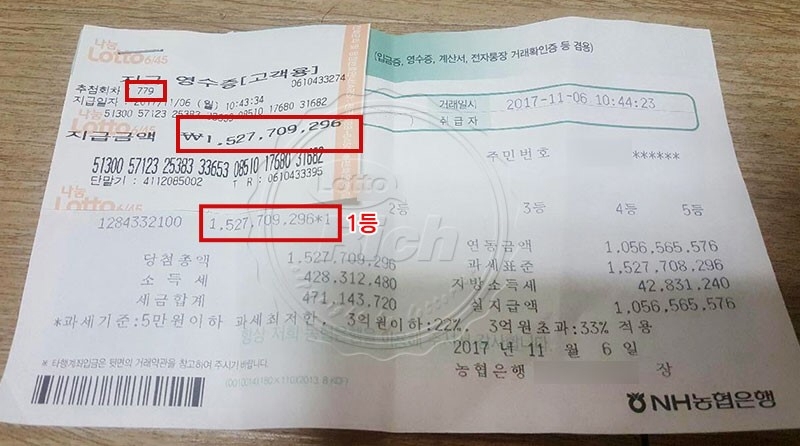 나눔
Lotto 6/45
지급 영수증[고객용]
0610433274
추첨회차 779
지급일자 2017/11/06 (월) 10:43:34
51300 57123 25383 33653 08510 17680 31682
지급금액 ₩1,527,709,296
51300 57123 25383 33653 08510 17680 31682
단말기 : 4112085002 T R : 0610433395
나눔
Lotto 6/45
(입금증, 영수증, 계산서, 전자통장 거래확인증 등 겸용)
거래일시 2017-11-06 10:44:23
취급자
주민번호 ******
Lotto
Rich
1284332100 1,527,709,296*1 1등 2등 3등 4등 5등
당첨총액 1,527,709,296 연동금액 1,056,565,576
소득세 428,312,480 과세표준 1,527,708,296
세금합계 471,143,720 지방소득세 42,831,240
실지급액 1,056,565,576
*과세기준:5만원이하 과세최저한, 3억원이하:22%, 3억원초과:33% 적용
2017 년 11 월 6 일
농협은행 장
* 타행계좌입금은 뒷면의 거래약관을 참고하여 주시기 바랍니다.
NH농협은행